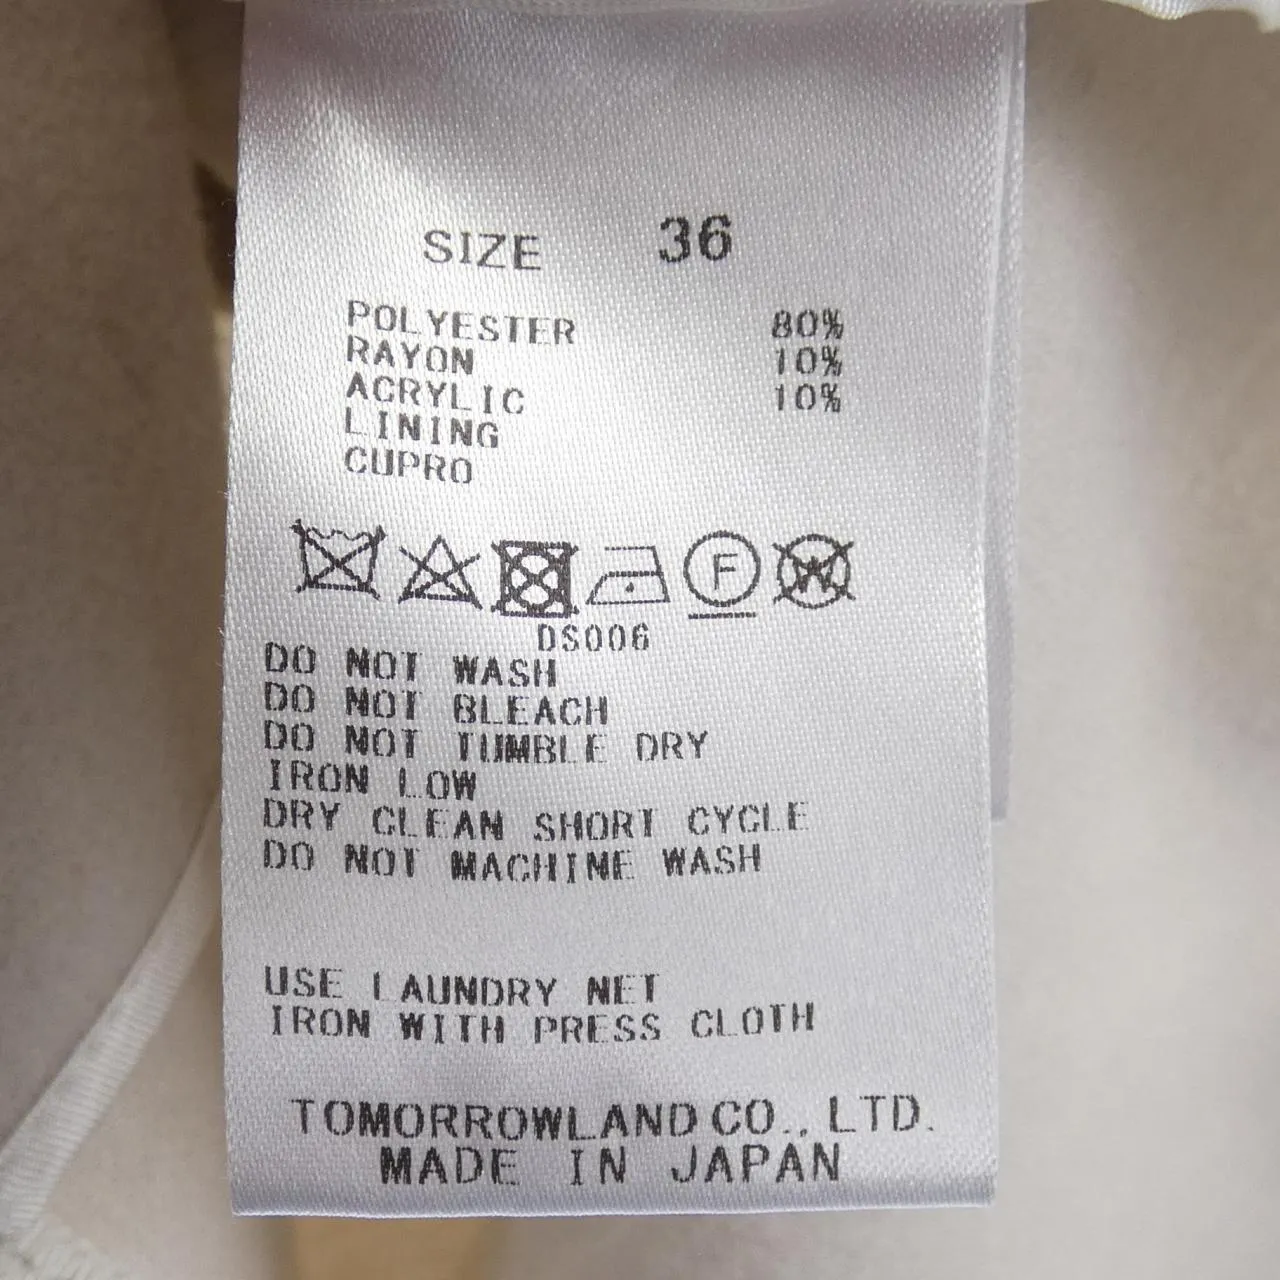 SIZE 36
POLYESTER 80%
RAYON 10%
ACRYLIC 10%
LINING
CUPRO
F W
DS006
DO NOT WASH
DO NOT BLEACH
DO NOT TUMBLE DRY
IRON LOW
DRY CLEAN SHORT CYCLE
DO NOT MACHINE WASH
USE LAUNDRY NET
IRON WITH PRESS CLOTH
TOMORROWLAND CO., LTD.
MADE IN JAPAN